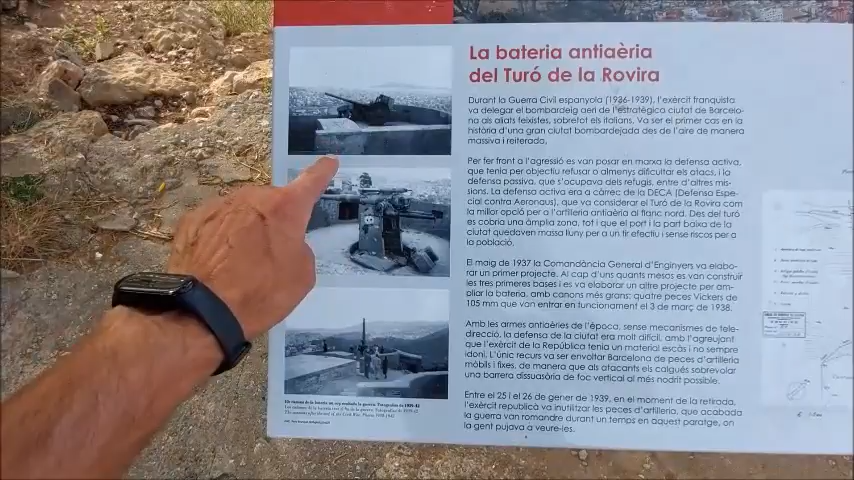 La bateria antiaèria
del Turó de la Rovira
Durant la Guerra Civil espanyola (1936-1939), l'exèrcit franquista
va delegar el bombardeig aeri de l'estratègica ciutat de Barcelo-
na als aliats feixistes, sobretot els italians. Va ser el primer cas en la
història d'una gran ciutat bombardejada des de l'aire de manera
massiva i reiterada.
Per fer front a l'agressió es van posar en marxa la defensa passiva,
que tenia per objectiu refusar o almenys dificultar els atacs, i la
defensa passiva, que s'ocupava dels refugis, entre d'altres mis-
sions. La defensa activa era cosa de la DECA (Defensa Espe-
cial contra Aeronaus), que va considerar el Turó de la Rovira com
la millor opció per a l'artilleria antiaèria al flanc nord. Des del turó
es cobria una àmplia zona, tot i que el port i la part baixa de la
ciutat quedaven massa lluny per a un tir efectiu i sense riscos per a
la població.
El maig de 1937 la Comandància General d'Enginyers va elabo-
rar un primer projecte. Al cap d'uns quants mesos es van comprar
les tres primeres bases i es va elaborar un altre projecte per am-
pliar la bateria, amb canons més grans: quatre peces Vickers de
105 mm que van entrar en funcionament el 3 de març de 1938.
Amb les armes antiaèries de l'època, sense mecanismes de tele-
metria, la defensa de la ciutat era molt difícil, amb l'agreujant
que l'exèrcit de la República tenia un material escàs i no sempre
idoni. L'únic recurs va ser envoltar Barcelona de peces d'artilleria
mòbils i fixes, de manera que als atacants els calgués sobrevolar
una barrera dissuasòria de foc vertical al més nodrit possible.
Entre el 25 i el 26 de gener de 1939, en el moment de la retirada,
l'exèrcit republicà va inutilitzar les peces d'artilleria, que acabada
la guerra van romandre durant un temps en aquest paratge, on
la gent pujava a veure-les.